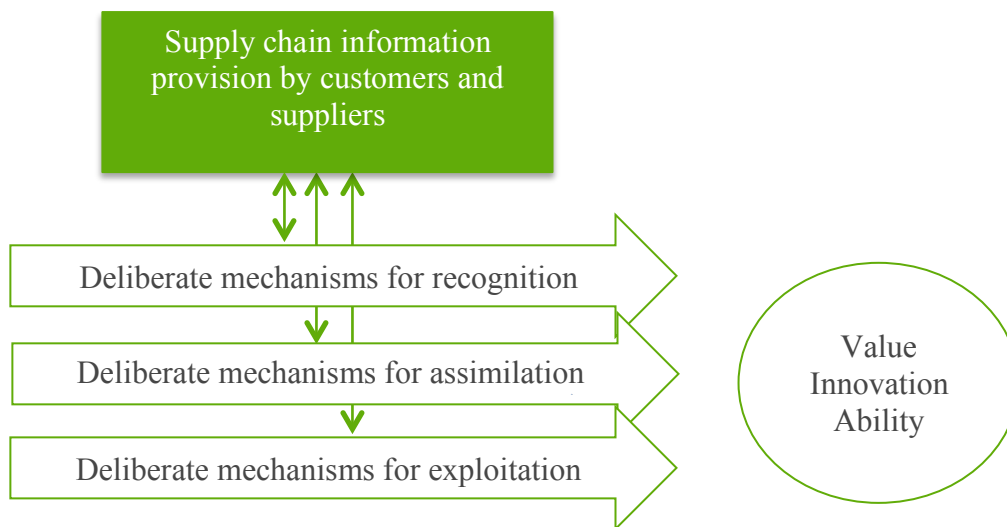 Supply chain information
provision by customers and
suppliers
Deliberate mechanisms for recognition
Deliberate mechanisms for assimilation
Deliberate mechanisms for exploitation
Value
Innovation
Ability